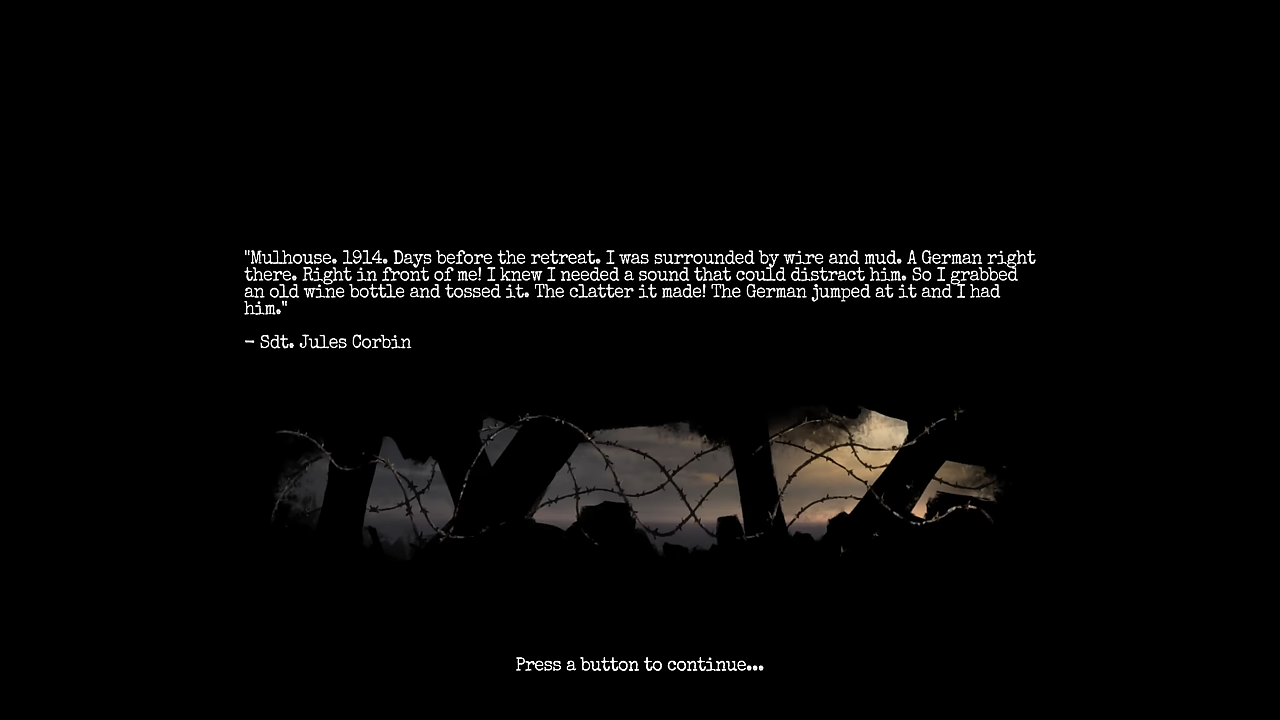 "Mulhouse. 1914. Days before the retreat. I was surrounded by wire and mud. A German right
there. Right in front of me! I knew I needed a sound that could distract him. So I grabbed
an old wine bottle and tossed it. The clatter it made! The German jumped at it and I had
him."
- Sdt. Jules Corbin
Press a button to continue...